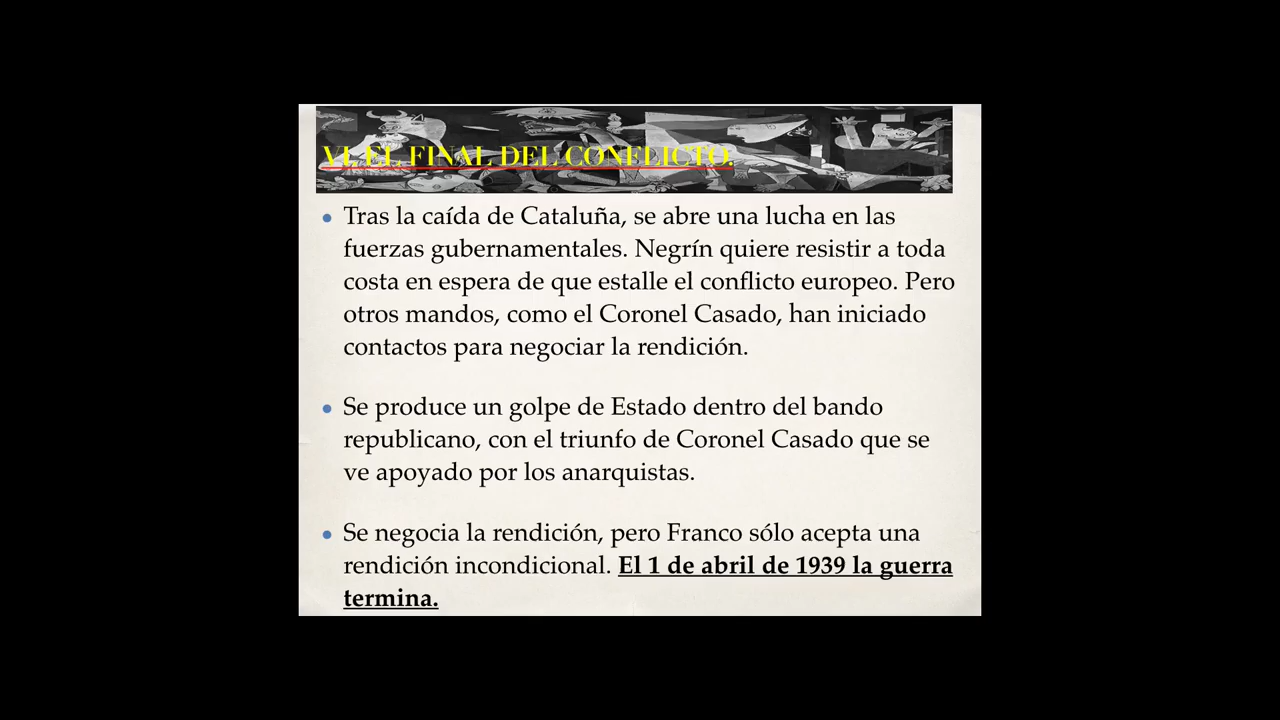 VI. EL FINAL DEL CONFLICTO.
Tras la caída de Cataluña, se abre una lucha en las
fuerzas gubernamentales. Negrín quiere resistir a toda
costa en espera de que estalle el conflicto europeo. Pero
otros mandos, como el Coronel Casado, han iniciado
contactos para negociar la rendición.
Se produce un golpe de Estado dentro del bando
republicano, con el triunfo de Coronel Casado que se
ve apoyado por los anarquistas.
Se negocia la rendición, pero Franco sólo acepta una
rendición incondicional. El 1 de abril de 1939 la guerra
termina.